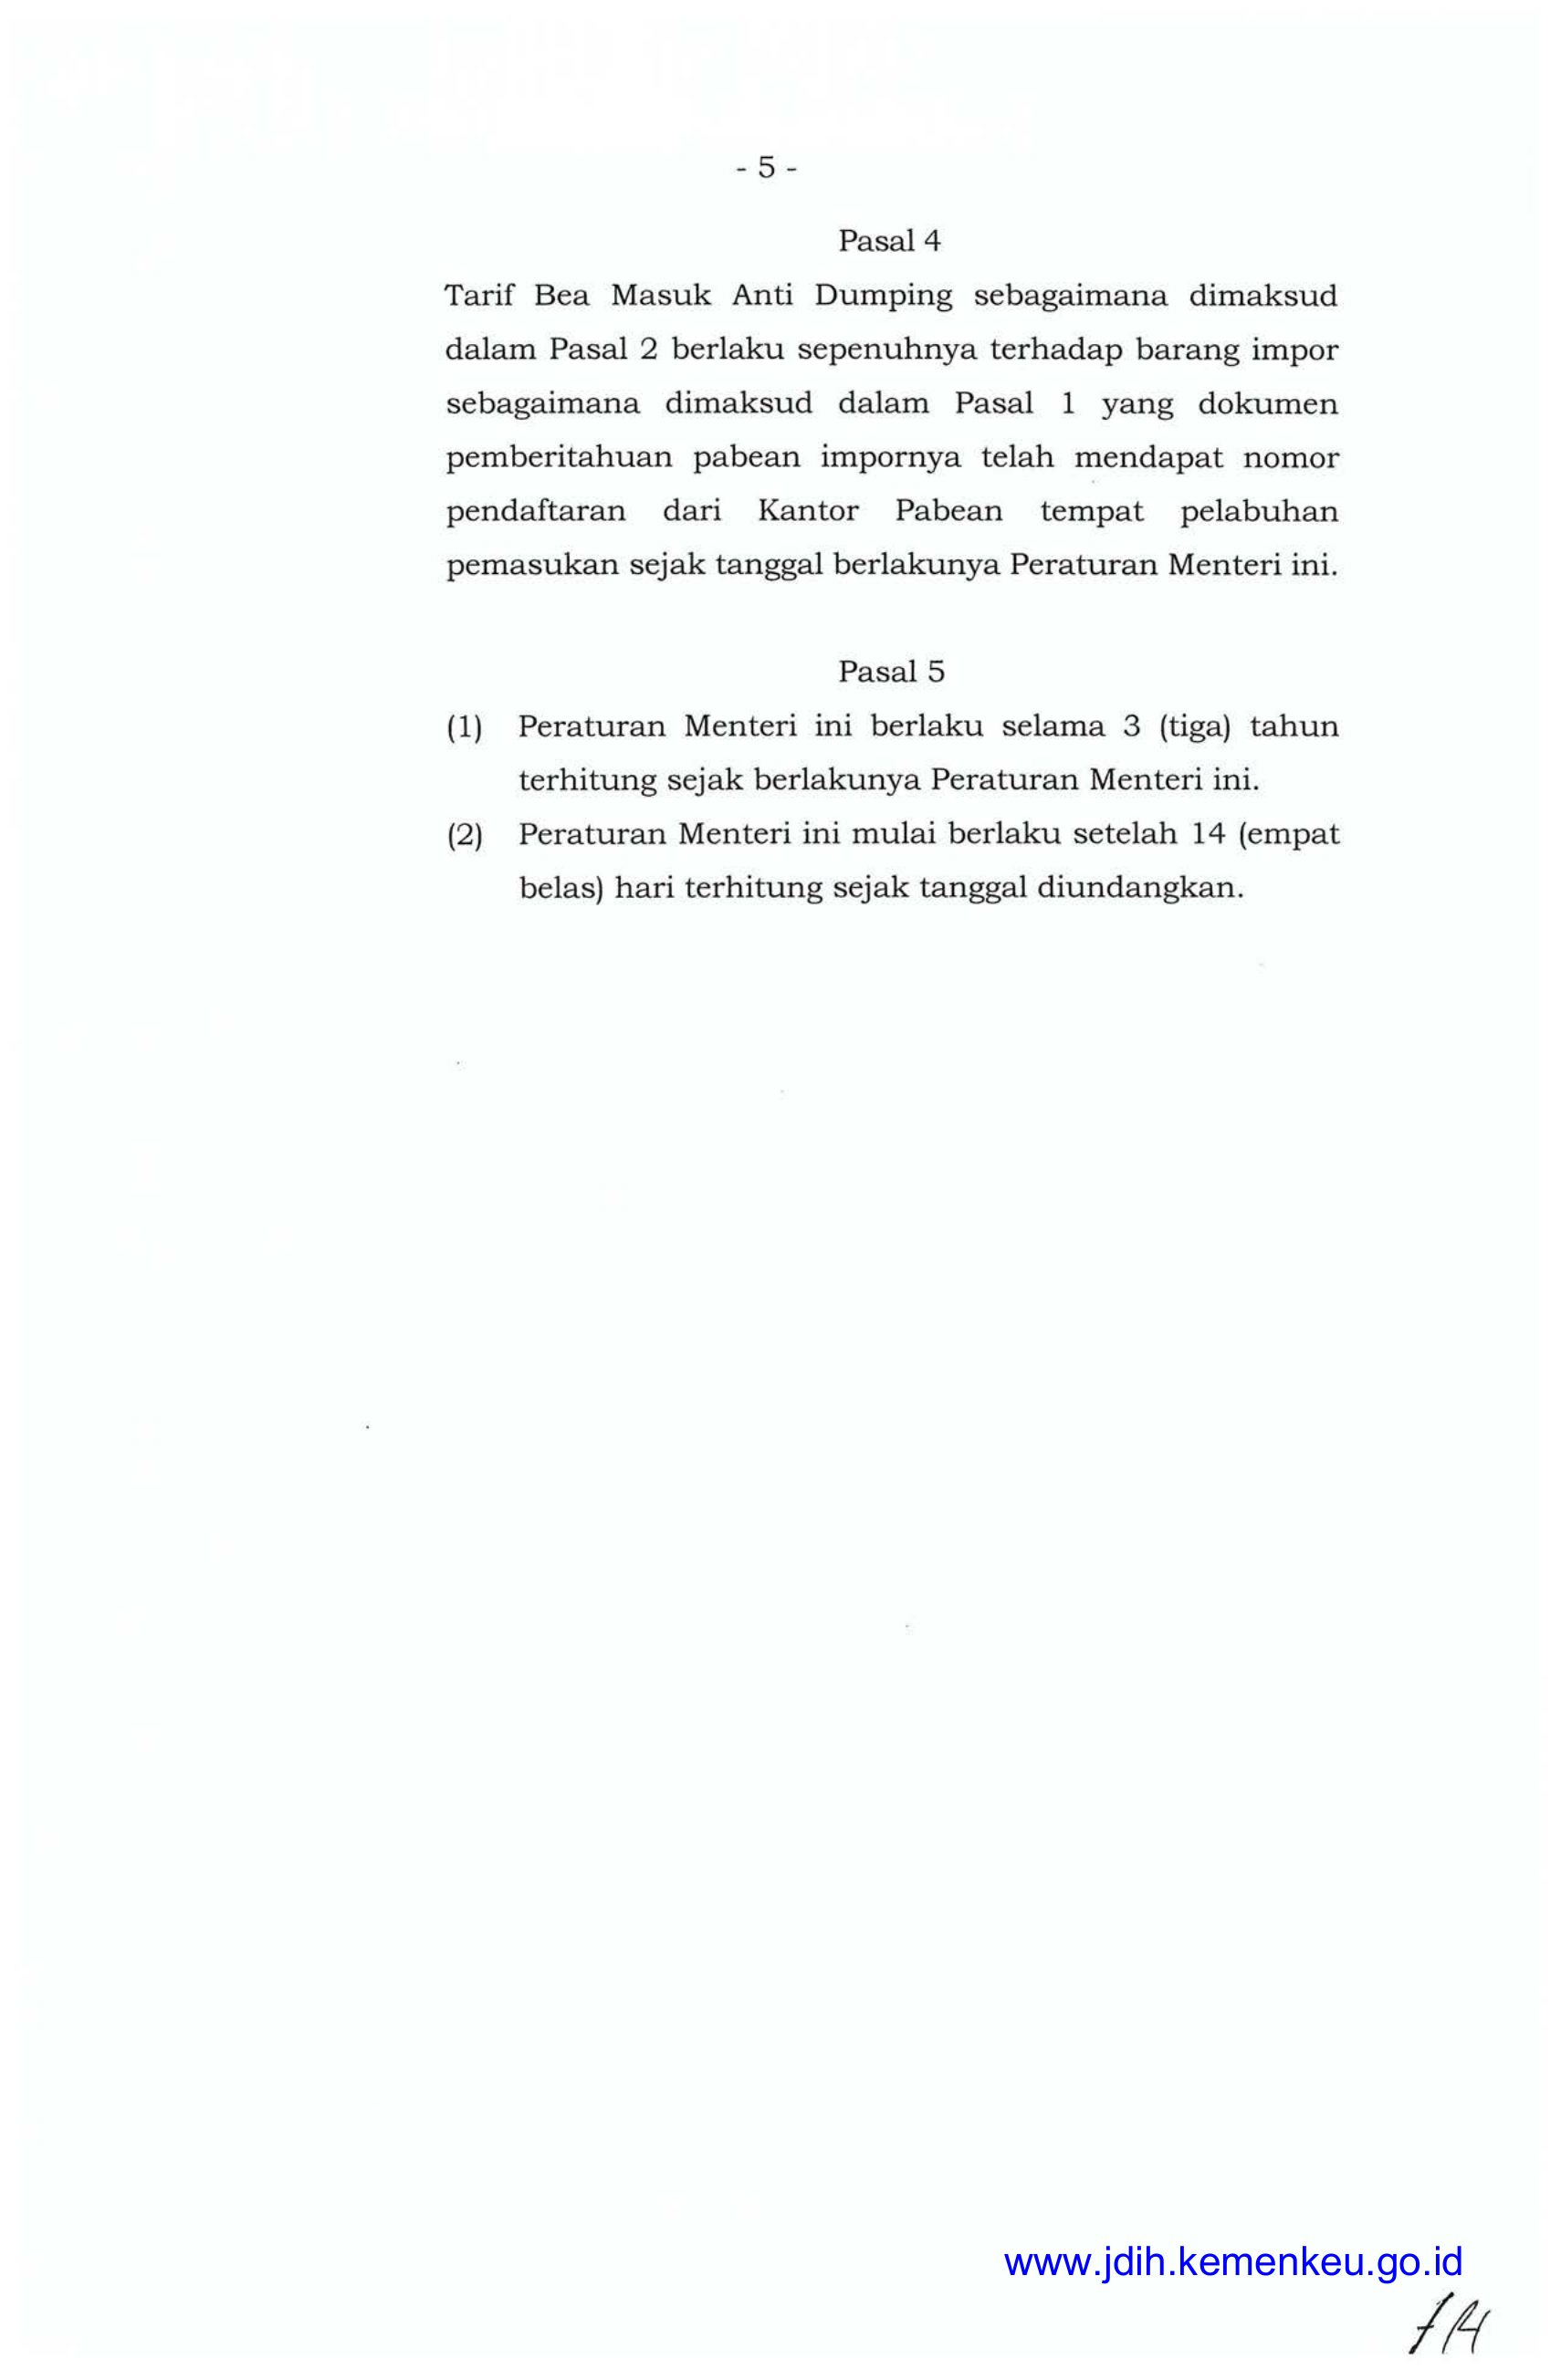 - 5 -
Pasal 4
Tarif Bea Masuk Anti Dumping sebagaimana dimaksud
dalam Pasal 2 berlaku sepenuhnya terhadap barang impor
sebagaimana dimaksud dalam Pasal 1 yang dokumen
pemberitahuan pabean impornya telah mendapat nomor
pendaftaran dari Kantor Pabean tempat pelabuhan
pemasukan sejak tanggal berlakunya Peraturan Menteri ini.
Pasal 5
(1) Peraturan Menteri ini berlaku selama 3 (tiga) tahun
terhitung sejak berlakunya Peraturan Menteri ini.
(2) Peraturan Menteri ini mulai berlaku setelah 14 (empat
belas) hari terhitung sejak tanggal diundangkan.
www.jdih.kemenkeu.go.id